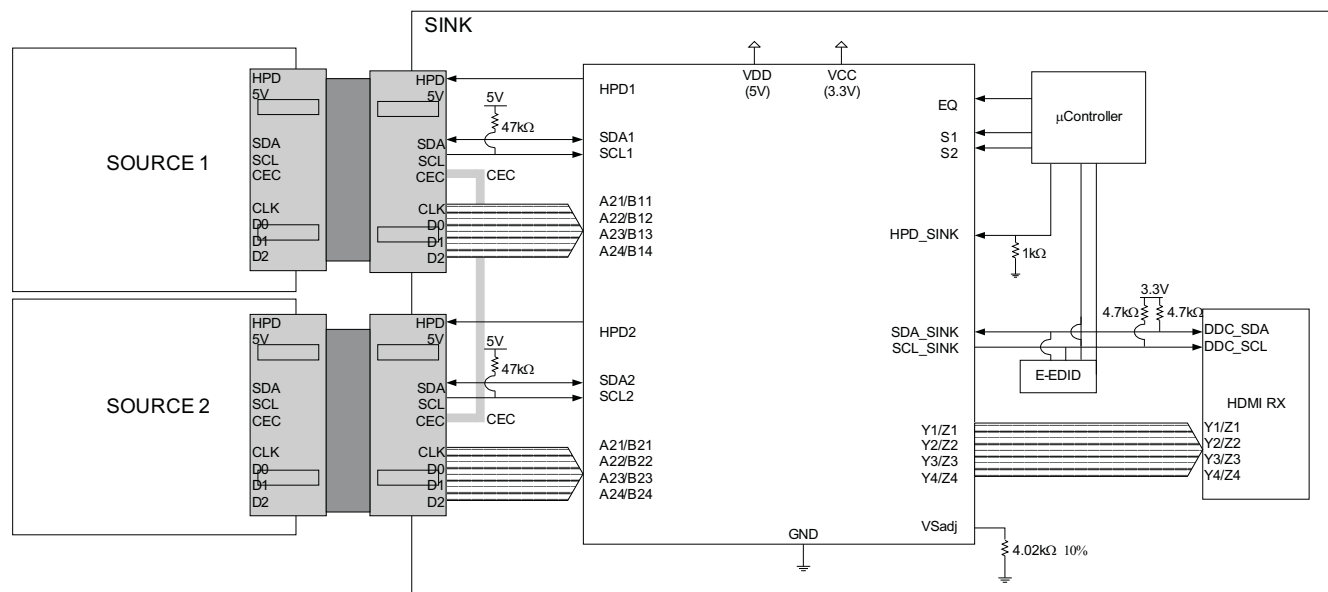 SINK
SOURCE 1
HPD
5V
SDA
SCL
CEC
CLK
D0
D1
D2
HPD
5V
SDA
SCL
CEC
CLK
D0
D1
D2
5V
47kΩ
CEC
HPD1
SDA1
SCL1
A21/B11
A22/B12
A23/B13
A24/B14
VDD
(5V)
VCC
(3.3V)
EQ
S1
S2
μController
HPD_SINK
1kΩ
SOURCE 2
HPD
5V
SDA
SCL
CEC
CLK
D0
D1
D2
HPD
5V
SDA
SCL
CEC
CLK
D0
D1
D2
5V
47kΩ
CEC
HPD2
SDA2
SCL2
A21/B21
A22/B22
A23/B23
A24/B24
3.3V
4.7kΩ
4.7kΩ
SDA_SINK
SCL_SINK
E-EDID
DDC_SDA
DDC_SCL
HDMI RX
Y1/Z1
Y2/Z2
Y3/Z3
Y4/Z4
Y1/Z1
Y2/Z2
Y3/Z3
Y4/Z4
VSadj
GND
4.02kΩ 10%